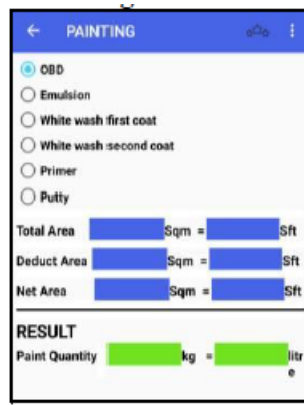 PAINTING
OBD
Emulsion
White wash first coat
White wash second coat
Primer
Putty
Total Area Sqm = Sft
Deduct Area Sqm = Sft
Net Area Sqm = Sft
RESULT
Paint Quantity kg = litr
e